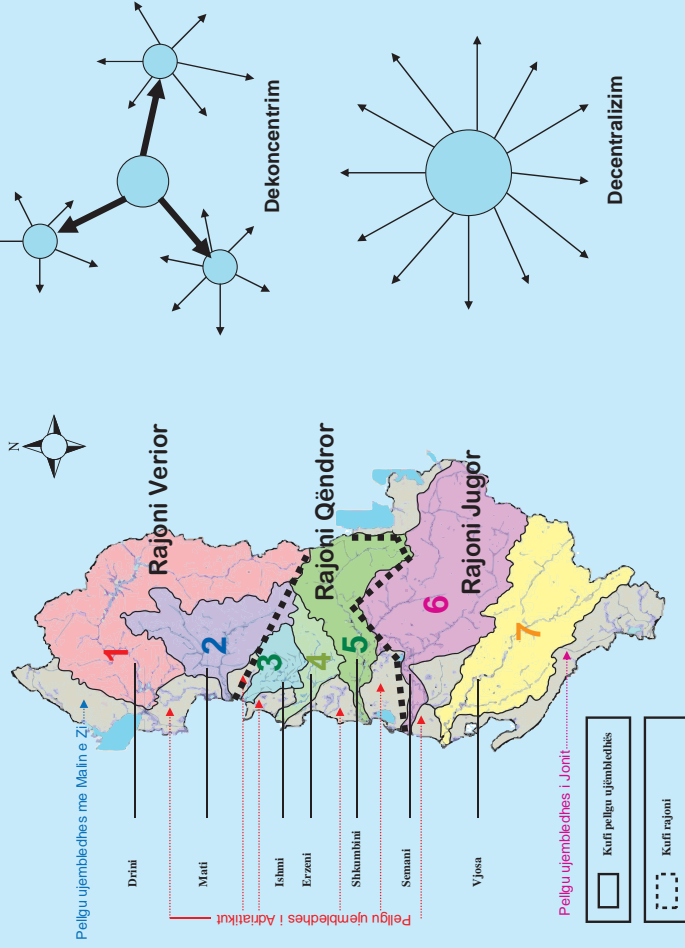 Dekoncentrim
Decentralizim
N
Rajoni Verior
Rajoni Qëndror
Rajoni Jugor
1
2
3
4
5
6
7
Pellgu ujembledhes me Malin e Zi
Drini
Mati
Ishmi
Erzeni
Shkumbini
Semani
Vjosa
Pellgu ujembledhes i Adriatikut
Pellgu ujembledhes i Jonit
Kufi pellgu ujëmbledhës
Kufi rajoni